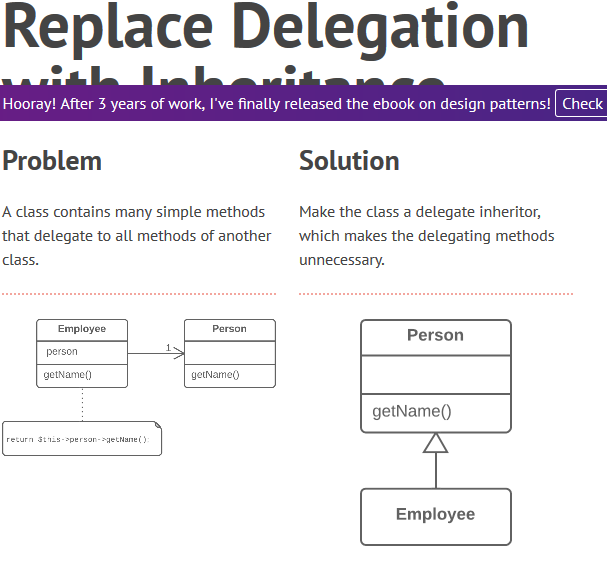 Replace Delegation
with Inheritance
Hooray! After 3 years of work, I've finally released the ebook on design patterns! Check
Problem
A class contains many simple methods
that delegate to all methods of another
class.
Solution
Make the class a delegate inheritor,
which makes the delegating methods
unnecessary.
Employee
person
getName()
1
Person
getName()
return $this->person->getName();
Person
getName()
Employee